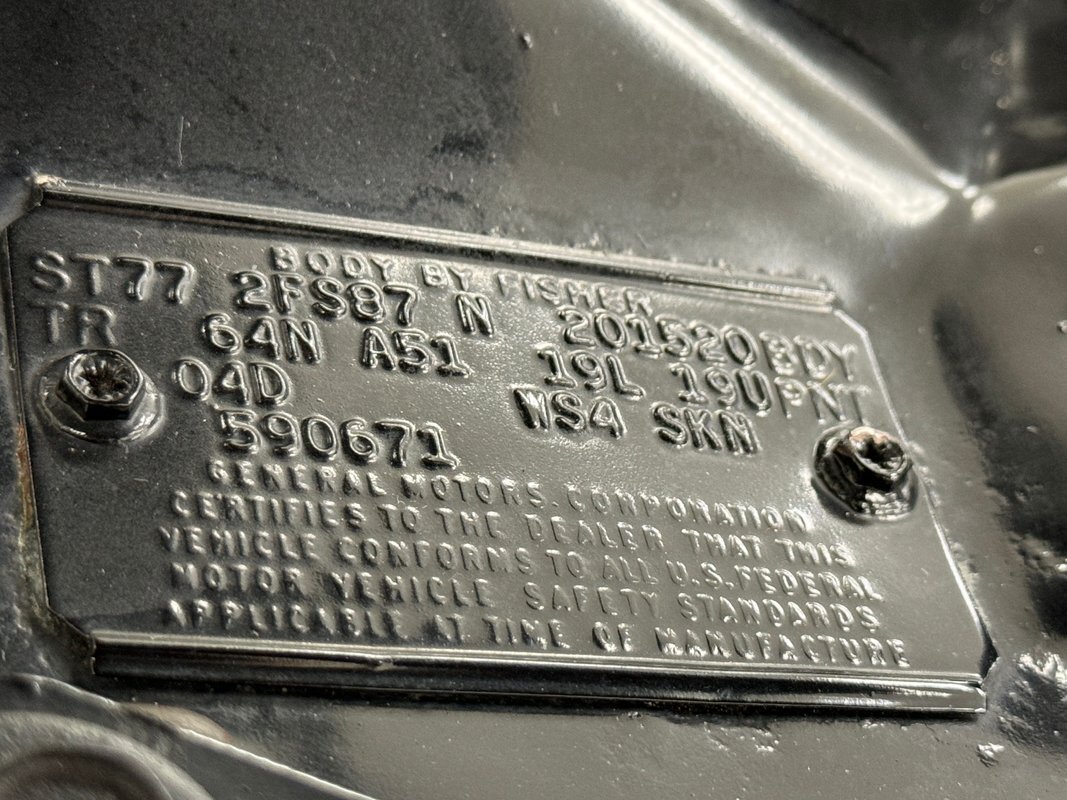 BODY BY FISHER
ST77 2FS87 N 201520 BDY
TR 64N A51 19L 19U PNT
04D WS4 SKN
590671
GENERAL MOTORS CORPORATION
CERTIFIES TO THE DEALER THAT THIS
VEHICLE CONFORMS TO ALL U.S. FEDERAL
MOTOR VEHICLE SAFETY STANDARDS
APPLICABLE AT TIME OF MANUFACTURE